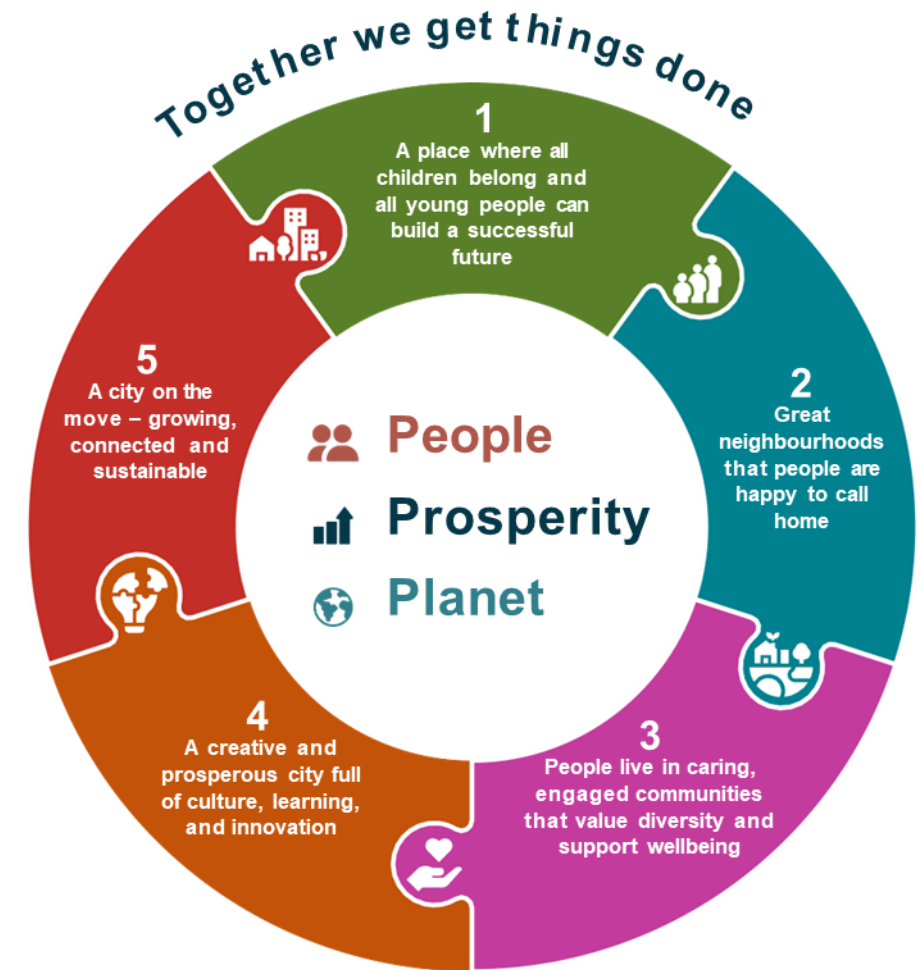 Together we get things done
1
A place where all
children belong and
all young people can
build a successful
future
2
Great
neighbourhoods
that people are
happy to call
home
3
People live in caring,
engaged communities
that value diversity and
support wellbeing
4
A creative and
prosperous city full
of culture, learning,
and innovation
5
A city on the
move – growing,
connected and
sustainable
People
Prosperity
Planet